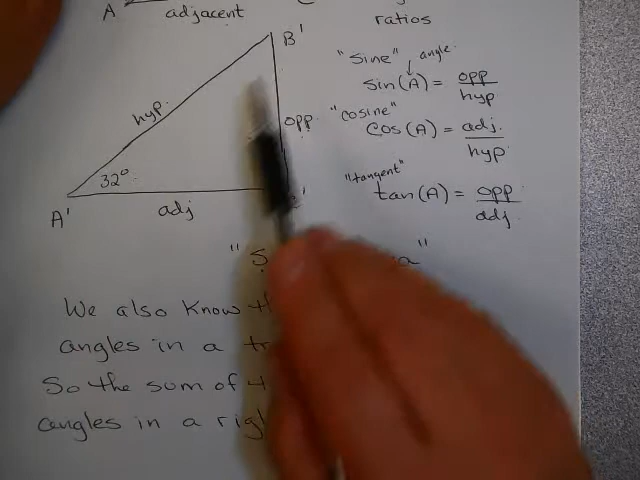 A adjacent
ratios
B'
"Sine" angle
sin(A) = opp
hyp
hyp.
opp.
"cosine"
cos(A) = adj.
hyp
32°
"tangent"
tan(A) = opp
adj.
A'
adj
We also know
angles in a
So the sum of
angles in a